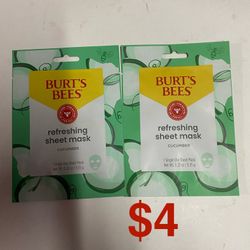 BURT'S
BEES
refreshing
sheet mask
CUCUMBER
BURT'S
BEES
refreshing
sheet mask
CUCUMBER
$4